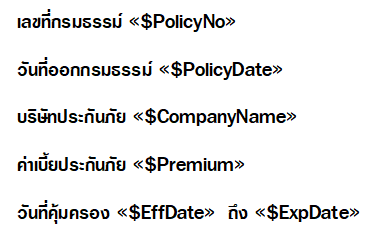 เลขที่กรมธรรม์ «$PolicyNo»
วันที่ออกกรมธรรม์ «$PolicyDate»
บริษัทประกันภัย «$CompanyName»
ค่าเบี้ยประกันภัย «$Premium»
วันที่คุ้มครอง «$EffDate» ถึง «$ExpDate»